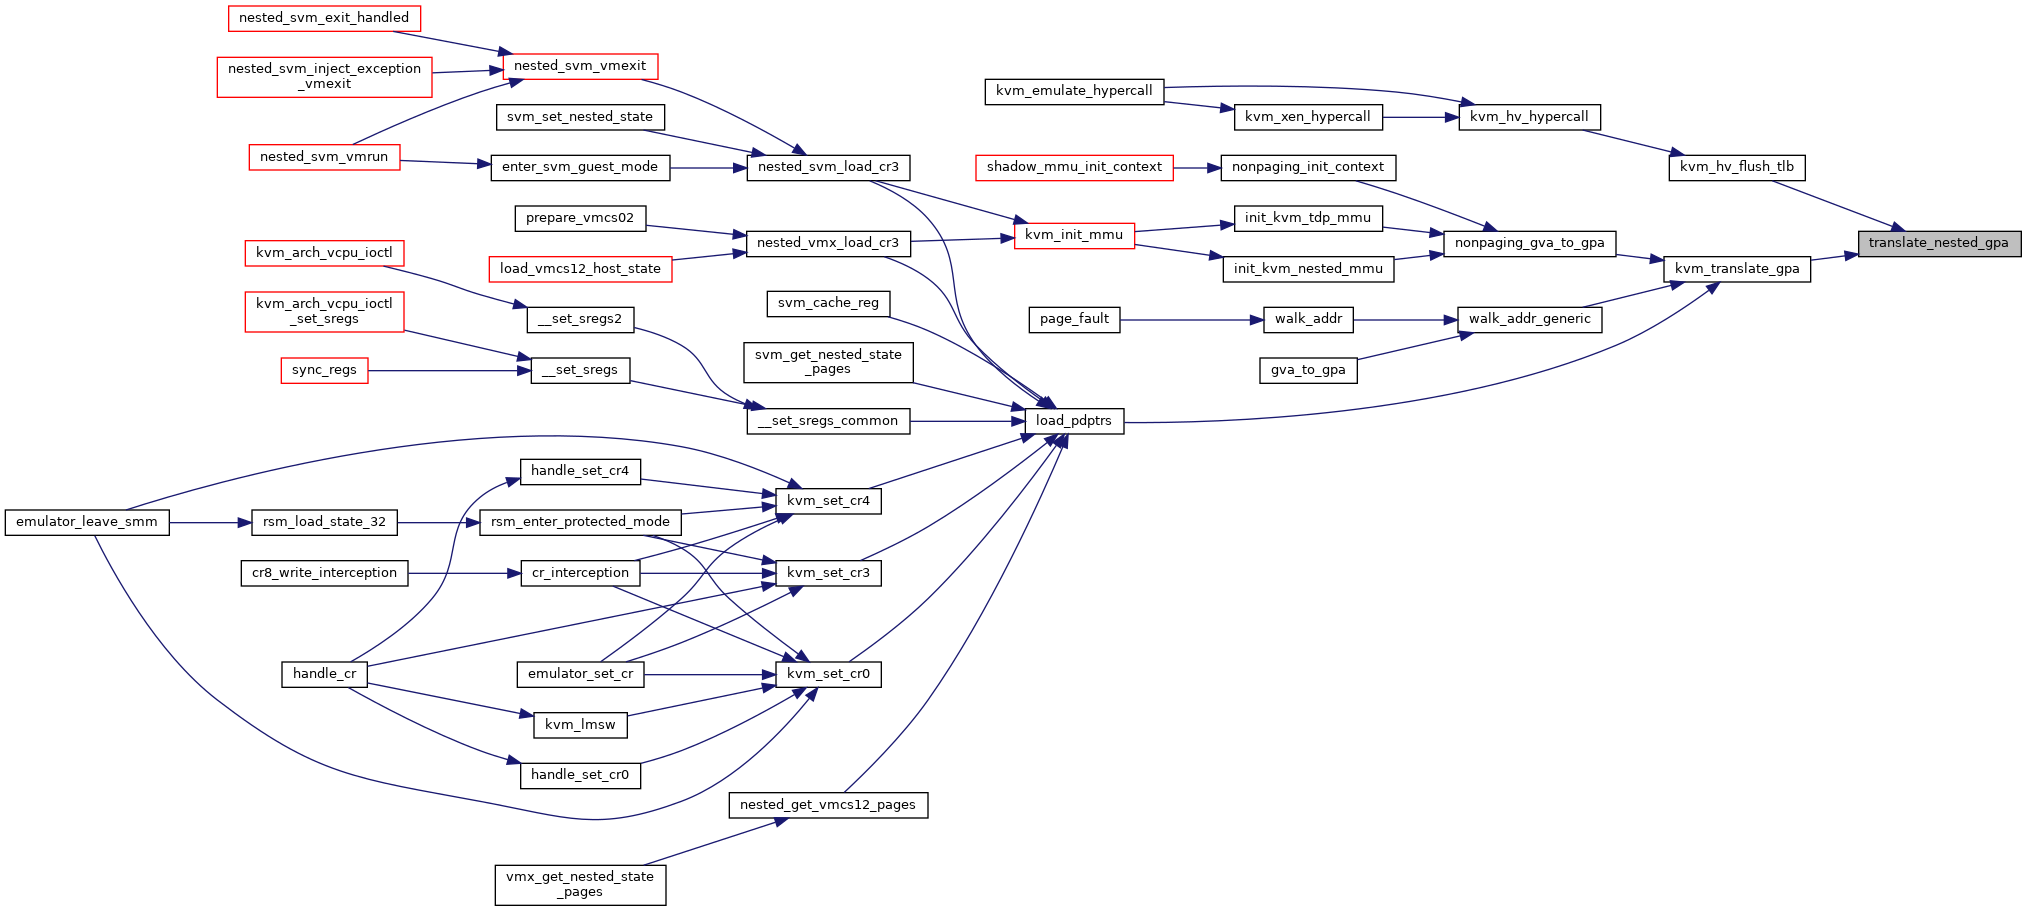 nested_svm_exit_handled
nested_svm_inject_exception
_vmexit
nested_svm_vmexit
kvm_emulate_hypercall
svm_set_nested_state
kvm_xen_hypercall
kvm_hv_hypercall
nested_svm_vmrun
enter_svm_guest_mode
nested_svm_load_cr3
shadow_mmu_init_context
nonpaging_init_context
kvm_hv_flush_tlb
prepare_vmcs02
init_kvm_tdp_mmu
kvm_init_mmu
nested_vmx_load_cr3
nonpaging_gva_to_gpa
translate_nested_gpa
kvm_arch_vcpu_ioctl
load_vmcs12_host_state
init_kvm_nested_mmu
kvm_translate_gpa
kvm_arch_vcpu_ioctl
_set_sregs
__set_sregs2
svm_cache_reg
page_fault
walk_addr
walk_addr_generic
svm_get_nested_state
_pages
sync_regs
__set_sregs
gva_to_gpa
__set_sregs_common
load_pdptrs
handle_set_cr4
kvm_set_cr4
emulator_leave_smm
rsm_load_state_32
rsm_enter_protected_mode
cr8_write_interception
cr_interception
kvm_set_cr3
handle_cr
emulator_set_cr
kvm_set_cr0
kvm_lmsw
handle_set_cr0
nested_get_vmcs12_pages
vmx_get_nested_state
_pages